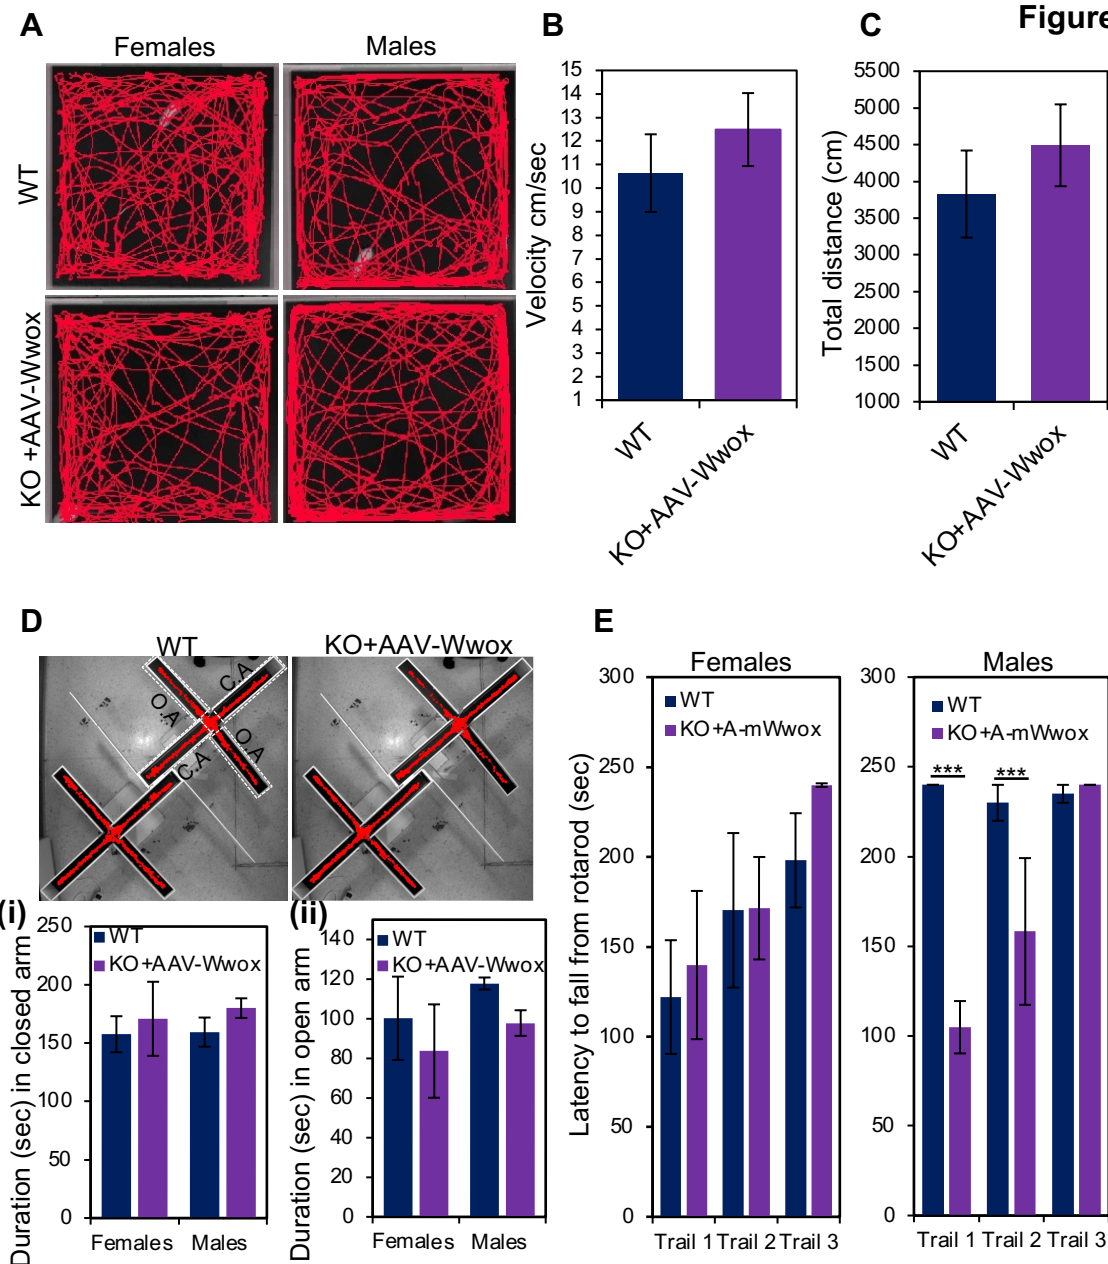 Figure
A
Females
Males
WT
KO +AAV-Wwox
B
Velocity cm/sec
15
14
13
12
11
10
9
8
7
6
5
4
3
2
1
WT
KO+AAV-Wwox
C
Total distance (cm)
5500
5000
4500
4000
3500
3000
2500
2000
1500
1000
WT
KO+AAV-Wwox
D
WT
KO+AAV-Wwox
C.A
O.A
O.A
C.A
(i)
Duration (sec) in closed arm
250
200
150
100
50
0
WT
KO+AAV-Wwox
Females
Males
(ii)
Duration (sec) in open arm
140
120
100
80
60
40
20
0
WT
KO+AAV-Wwox
Females
Males
E
Latency to fall from rotarod (sec)
Females
300
250
200
150
100
50
0
WT
KO+A-mWwox
Trail 1
Trail 2
Trail 3
Males
300
250
200
150
100
50
0
WT
KO+A-mWwox
***
***
Trail 1
Trail 2
Trail 3